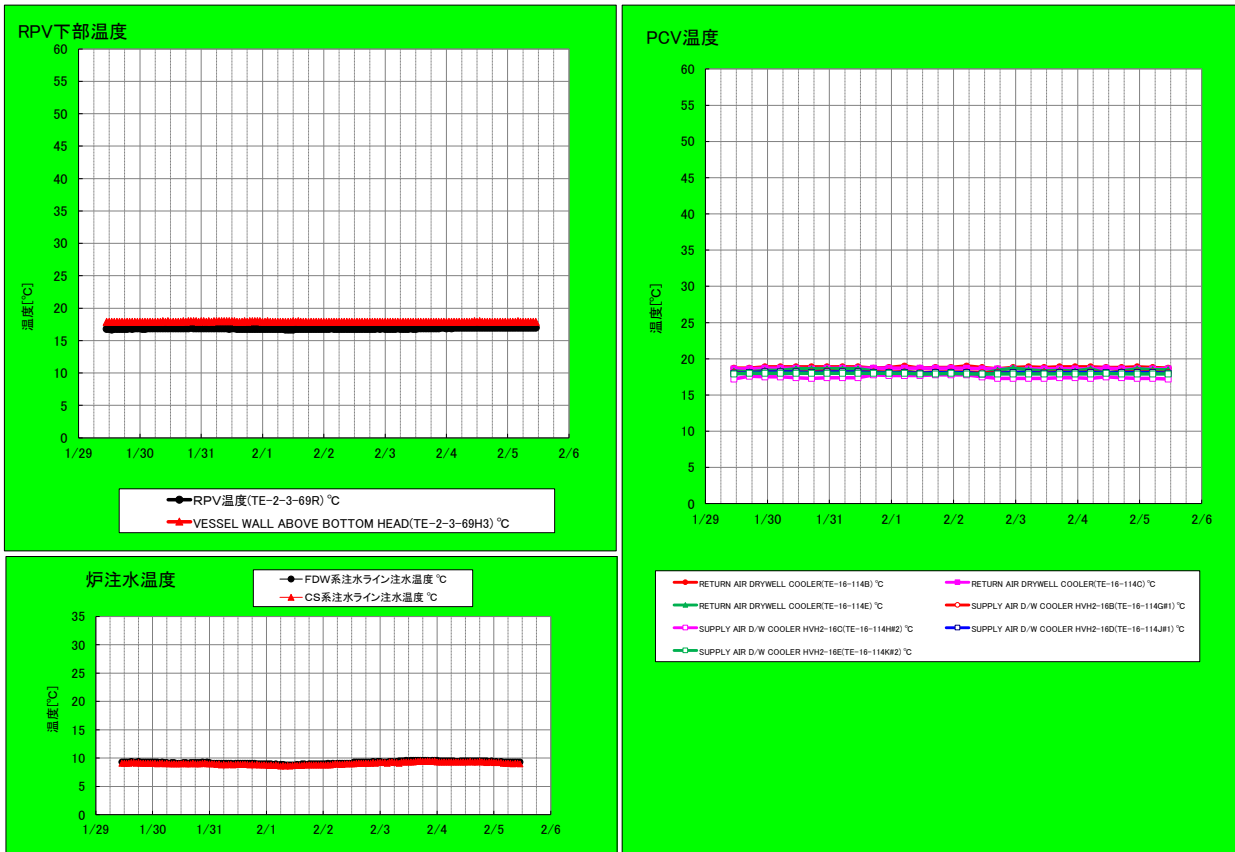 RPV下部温度
60
55
50
45
40
35
30
25
20
15
10
5
0
温度[℃]
1/29 1/30 1/31 2/1 2/2 2/3 2/4 2/5 2/6
RPV温度(TE-2-3-69R) ℃
VESSEL WALL ABOVE BOTTOM HEAD(TE-2-3-69H3) ℃
炉注水温度
FDW系注水ライン注水温度 ℃
CS系注水ライン注水温度 ℃
35
30
25
20
15
10
5
0
温度[℃]
1/29 1/30 1/31 2/1 2/2 2/3 2/4 2/5 2/6
PCV温度
60
55
50
45
40
35
30
25
20
15
10
5
0
温度[℃]
1/29 1/30 1/31 2/1 2/2 2/3 2/4 2/5 2/6
RETURN AIR DRYWELL COOLER(TE-16-114B) ℃
RETURN AIR DRYWELL COOLER(TE-16-114C) ℃
RETURN AIR DRYWELL COOLER(TE-16-114E) ℃
SUPPLY AIR D/W COOLER HVH2-16B(TE-16-114G#1) ℃
SUPPLY AIR D/W COOLER HVH2-16C(TE-16-114H#2) ℃
SUPPLY AIR D/W COOLER HVH2-16D(TE-16-114J#1) ℃
SUPPLY AIR D/W COOLER HVH2-16E(TE-16-114K#2) ℃